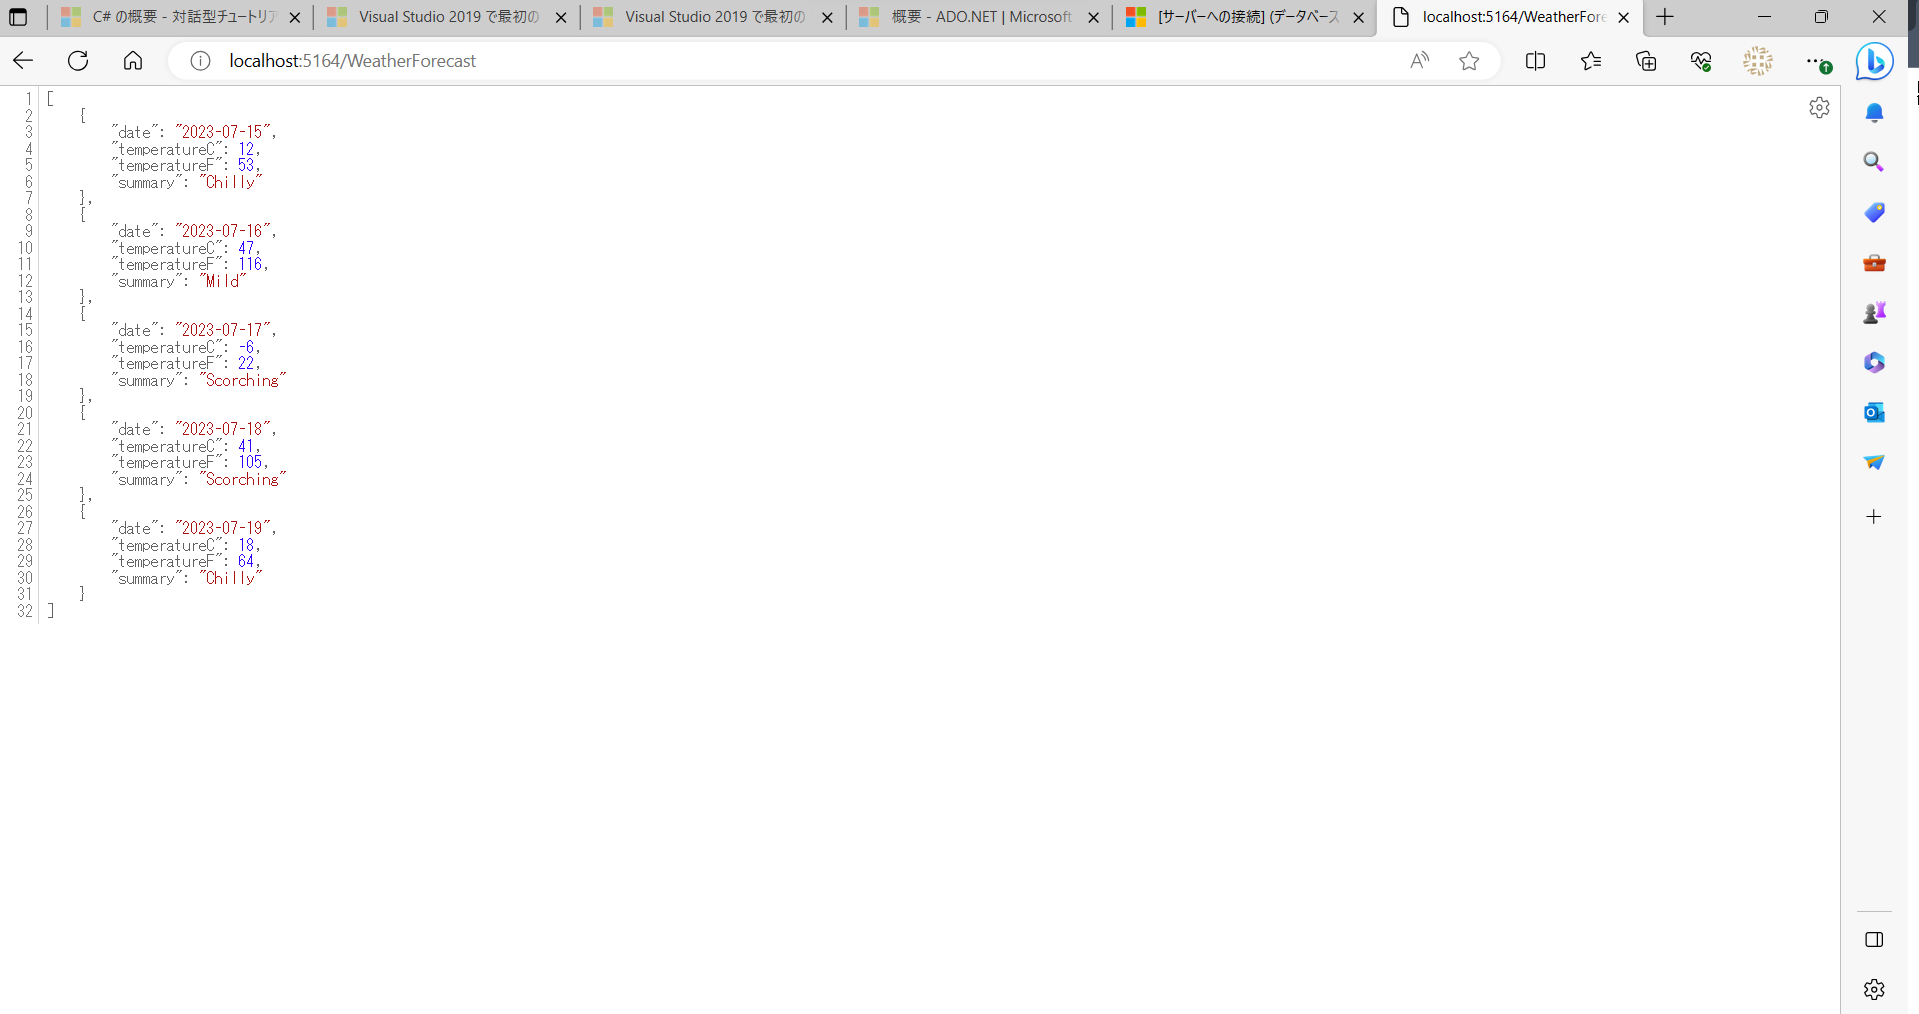 C# の概要 - 対話型チュートリア
Visual Studio 2019 で最初の
Visual Studio 2019 で最初の
概要 - ADO.NET | Microsoft
[サーバーへの接続] (データベース
localhost:5164/WeatherFore
localhost:5164/WeatherForecast
1 [
2 {
3 "date": "2023-07-15",
4 "temperatureC": 12,
5 "temperatureF": 53,
6 "summary": "Chilly"
7 },
8 {
9 "date": "2023-07-16",
10 "temperatureC": 47,
11 "temperatureF": 116,
12 "summary": "Mild"
13 },
14 {
15 "date": "2023-07-17",
16 "temperatureC": -6,
17 "temperatureF": 22,
18 "summary": "Scorching"
19 },
20 {
21 "date": "2023-07-18",
22 "temperatureC": 41,
23 "temperatureF": 105,
24 "summary": "Scorching"
25 },
26 {
27 "date": "2023-07-19",
28 "temperatureC": 18,
29 "temperatureF": 64,
30 "summary": "Chilly"
31 }
32 ]